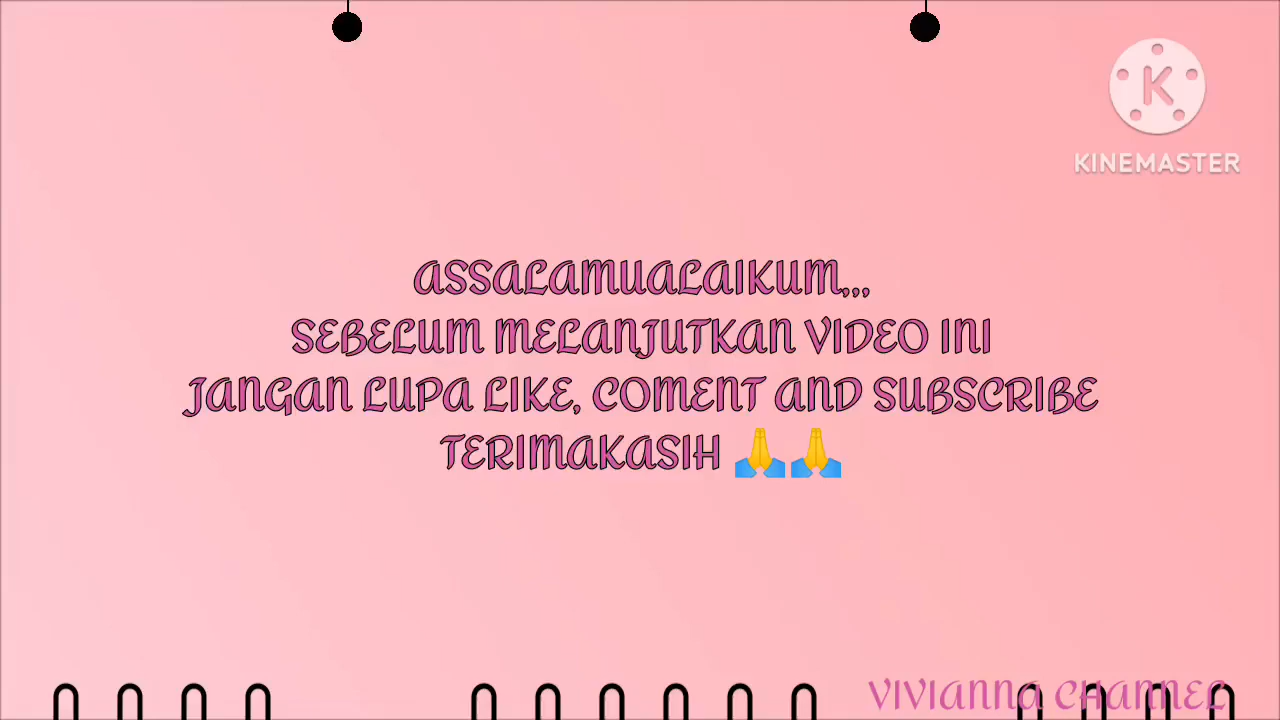 KINEMASTER
ASSALAMUALAIKUM,,,
SEBELUM MELANJUTKAN VIDEO INI
JANGAN LUPA LIKE, COMENT AND SUBSCRIBE
TERIMAKASIH 🙏🙏
VIVIANNA CHANNEL